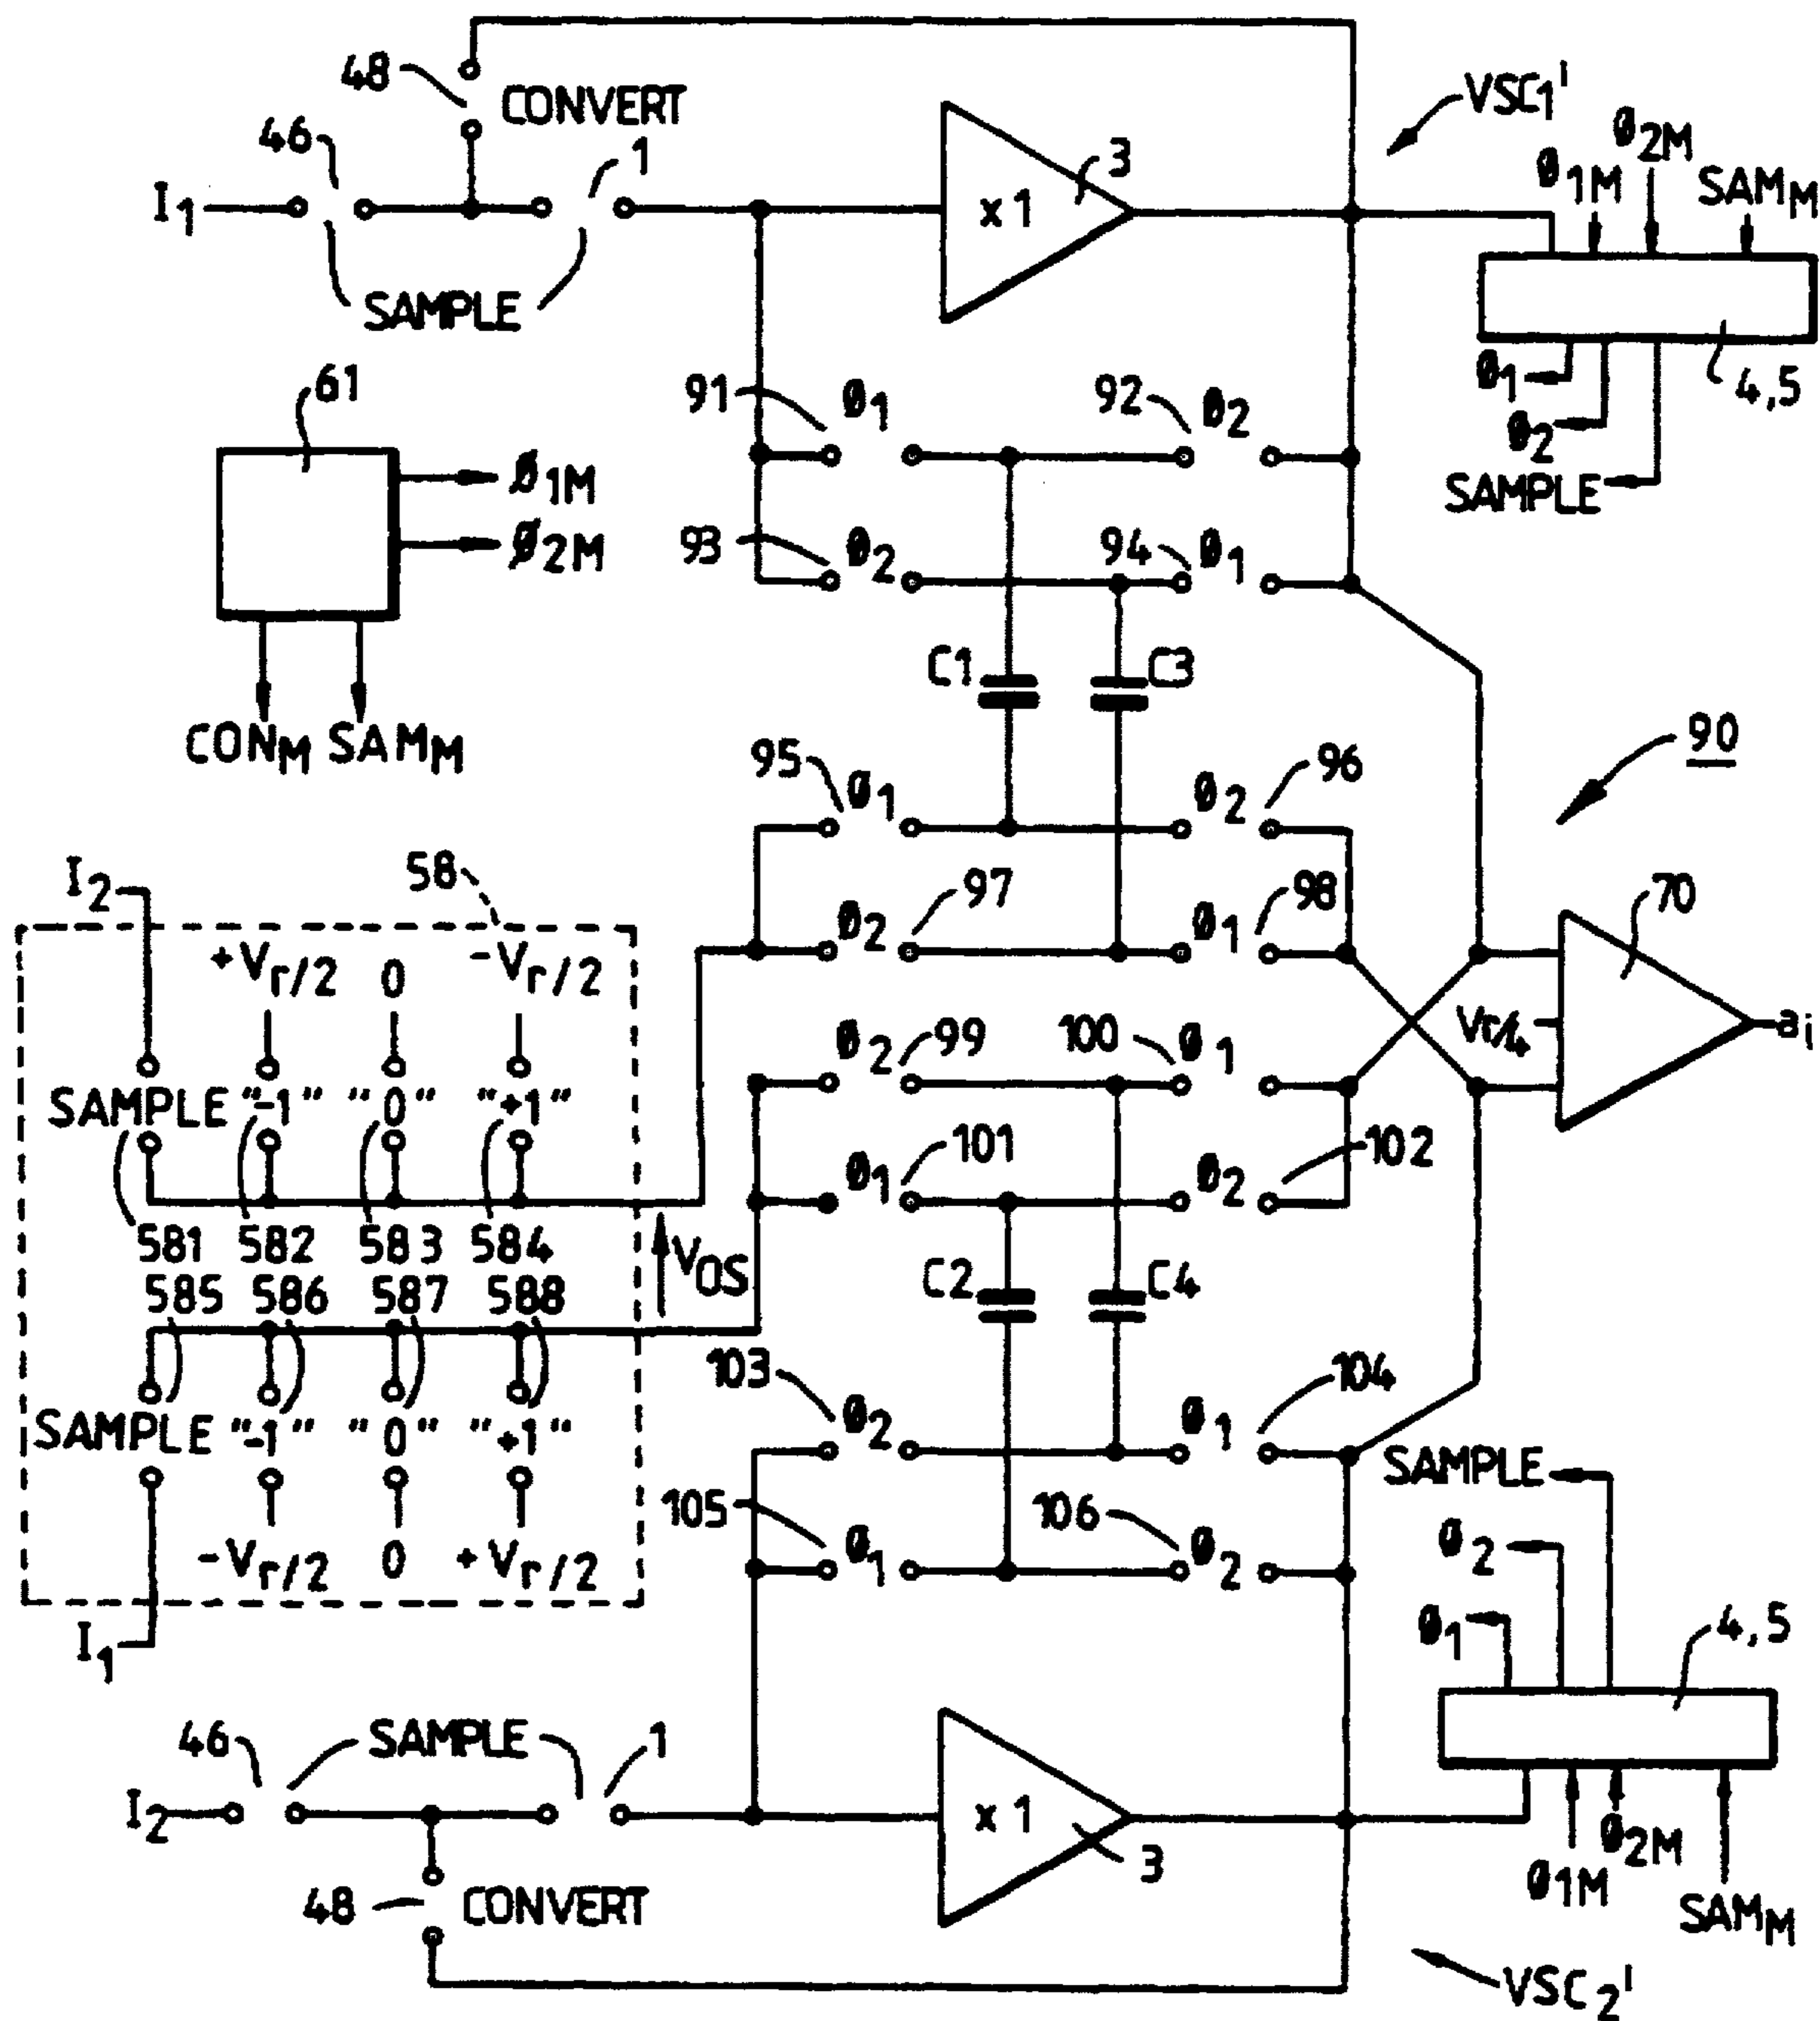 48
CONVERT
VSC1'
46
1
3
Ø2M
Ø1M
SAMM
I1
x 1
SAMPLE
61
91
Ø1
92
Ø2
Ø1
4,5
Ø2
SAMPLE
Ø1M
Ø2M
93
Ø2
94
Ø1
C1
C3
CONM SAMM
95
Ø1
Ø2
96
90
I2
58
97
98
70
+Vr/2
0
-Vr/2
Ø2
Ø1
Vr/4
ai
Ø2
99
100
Ø1
SAMPLE "-1" "0" "+1"
101
102
Ø1
Ø2
581 582 583 584
VOS
585 586 587 588
C2
C4
103
104
SAMPLE "-1" "0" "+1"
Ø2
Ø1
SAMPLE
105
Ø1
106
Ø2
Ø2
-Vr/2
0
+Vr/2
Ø1
4,5
I1
46
SAMPLE
1
I2
x 1
3
48
CONVERT
Ø1M
Ø2M
SAMM
VSC2'